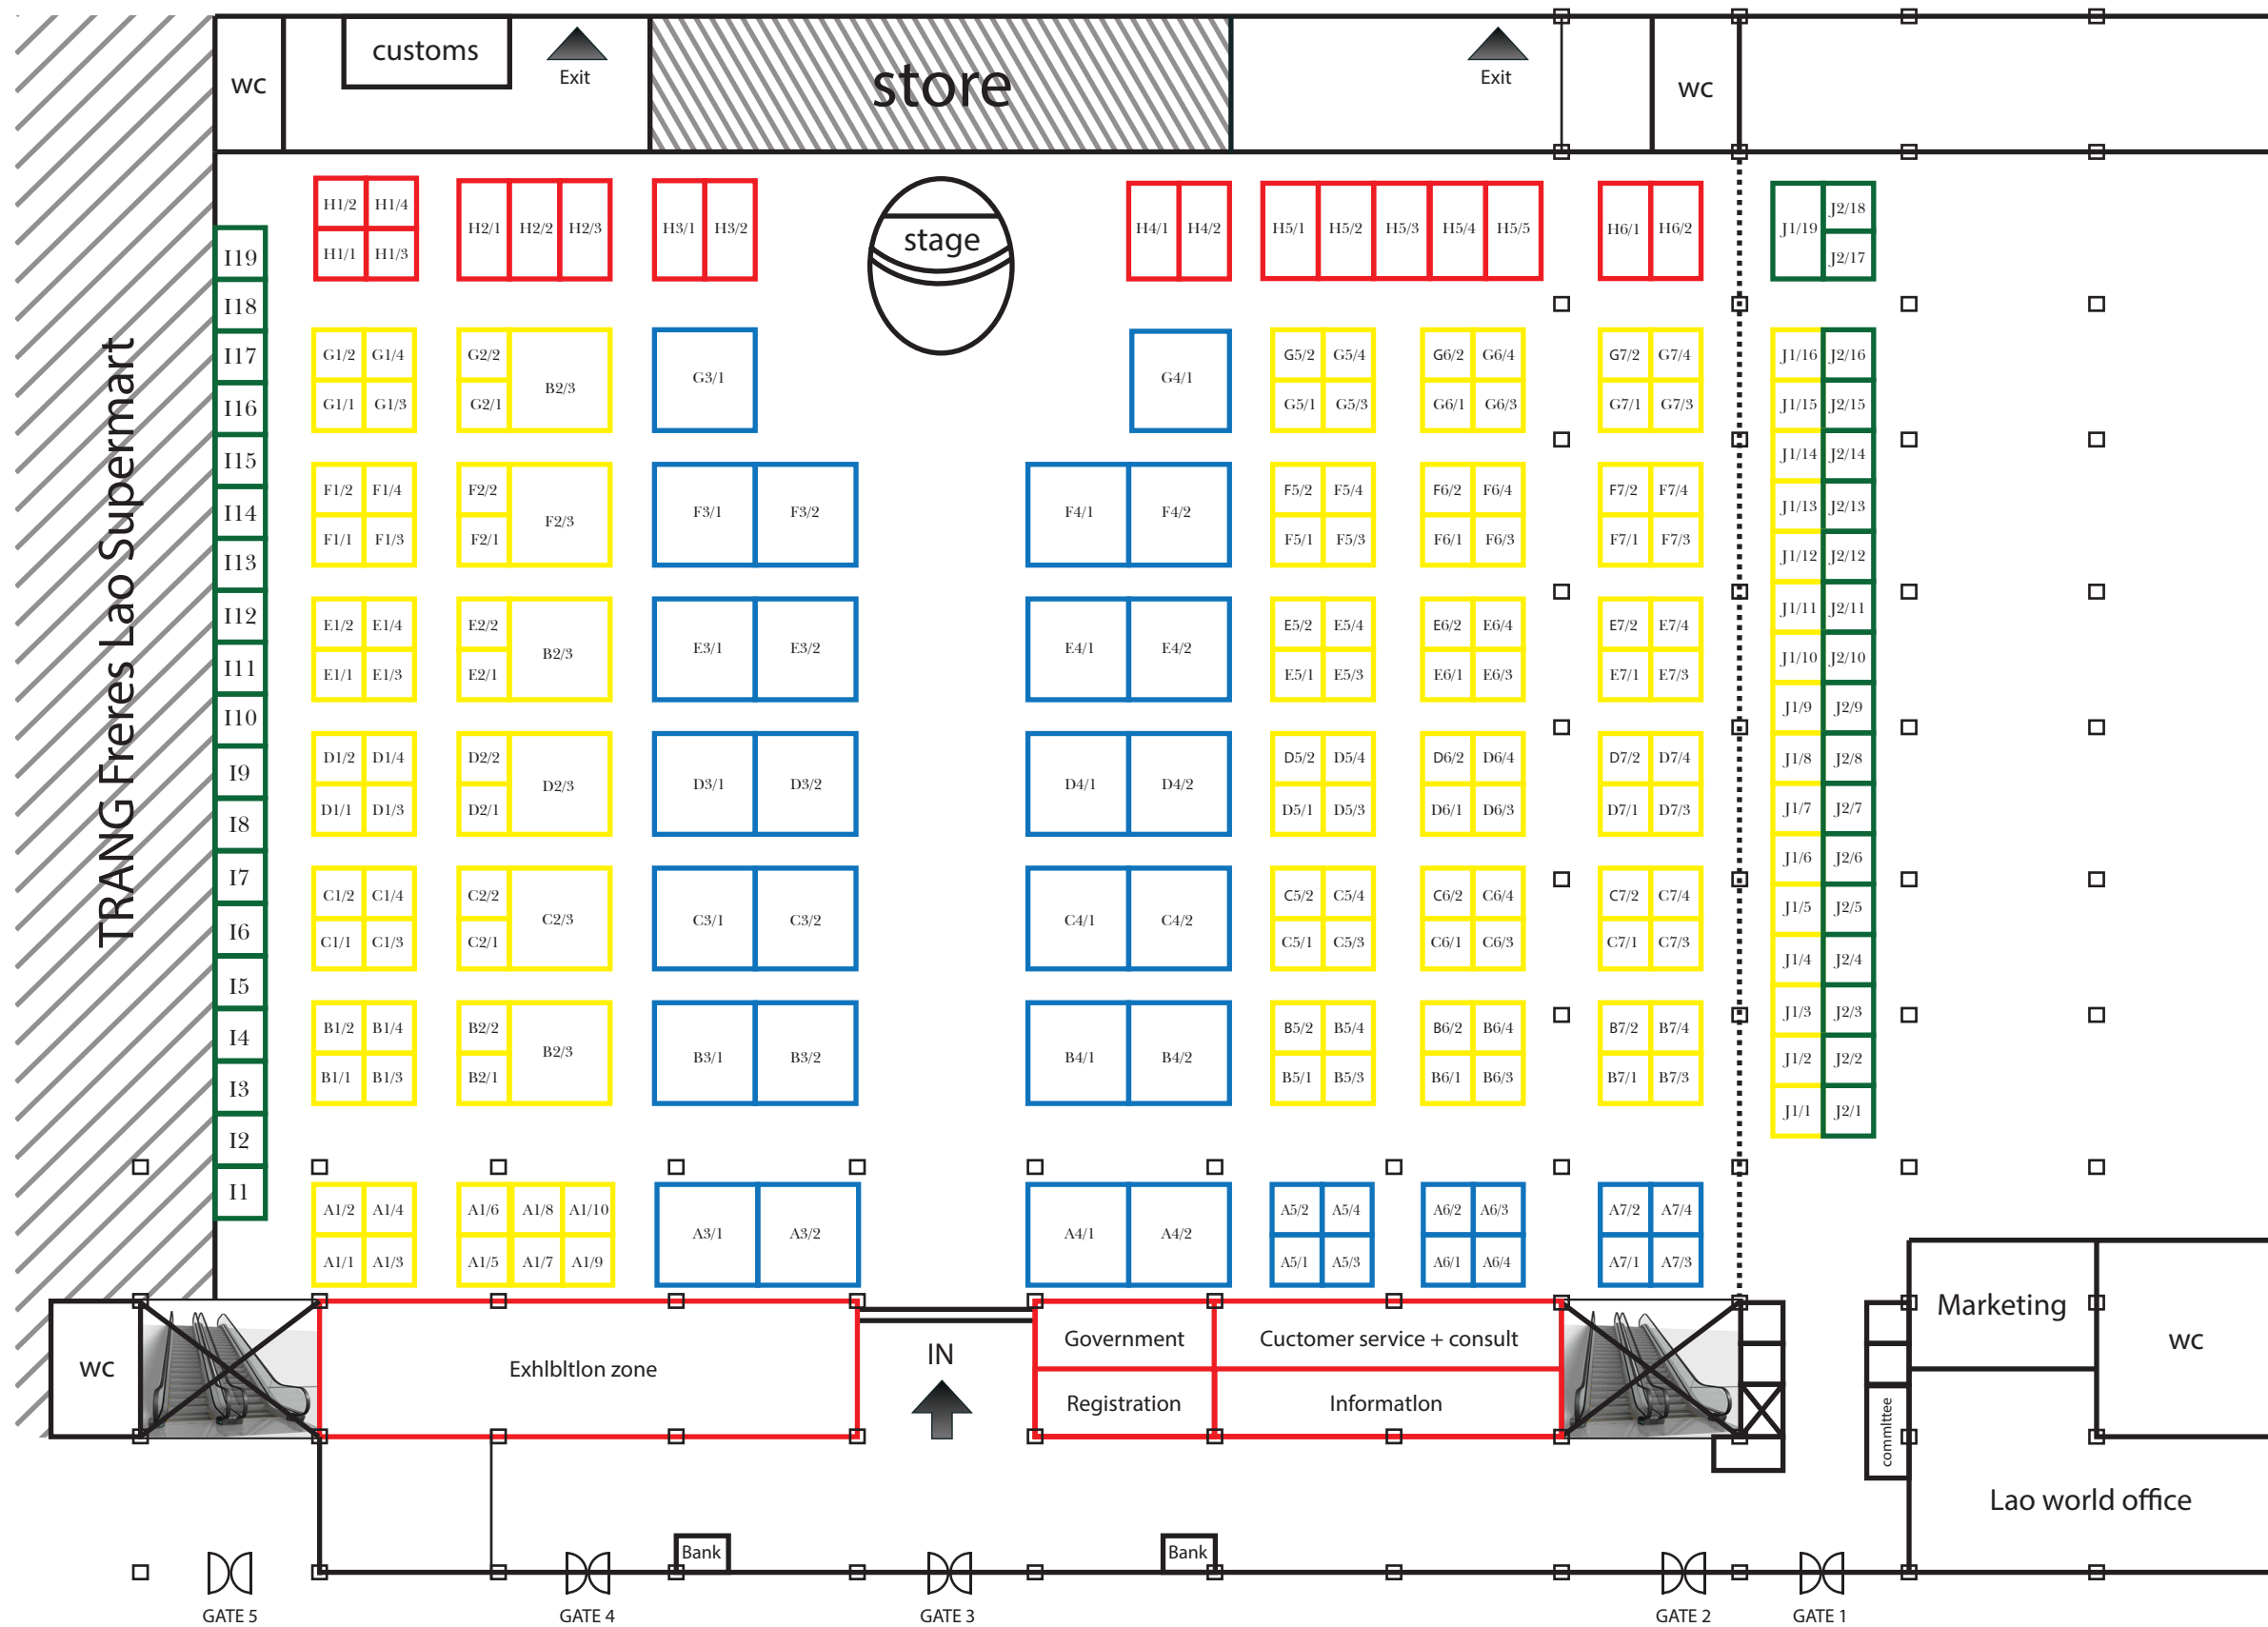 customs
Exit
wc
store
Exit
wc
H1/2 H1/4
H1/1 H1/3
H2/1 H2/2 H2/3
H3/1 H3/2
stage
H4/1 H4/2
H5/1 H5/2 H5/3 H5/4 H5/5
H6/1 H6/2
J1/19
J2/18
J2/17
TRANG Freres Lao Supermart
I19
I18
I17
I16
I15
I14
I13
I12
I11
I10
I9
I8
I7
I6
I5
I4
I3
I2
I1
G1/2 G1/4 G2/2 G5/2 G5/4 G6/2 G6/4 G7/2 G7/4 J1/16 J2/16
B2/3 G3/1 G4/1
G1/1 G1/3 G2/1 G5/1 G5/3 G6/1 G6/3 G7/1 G7/3 J1/15 J2/15
J1/14 J2/14
F1/2 F1/4 F2/2 F5/2 F5/4 F6/2 F6/4 F7/2 F7/4
F2/3 F3/1 F3/2 F4/1 F4/2 J1/13 J2/13
F1/1 F1/3 F2/1 F5/1 F5/3 F6/1 F6/3 F7/1 F7/3
J1/12 J2/12
J1/11 J2/11
E1/2 E1/4 E2/2 E5/2 E5/4 E6/2 E6/4 E7/2 E7/4
B2/3 E3/1 E3/2 E4/1 E4/2 J1/10 J2/10
E1/1 E1/3 E2/1 E5/1 E5/3 E6/1 E6/3 E7/1 E7/3
J1/9 J2/9
D1/2 D1/4 D2/2 D5/2 D5/4 D6/2 D6/4 D7/2 D7/4 J1/8 J2/8
D2/3 D3/1 D3/2 D4/1 D4/2
D1/1 D1/3 D2/1 D5/1 D5/3 D6/1 D6/3 D7/1 D7/3 J1/7 J2/7
J1/6 J2/6
C1/2 C1/4 C2/2 C5/2 C5/4 C6/2 C6/4 C7/2 C7/4 J1/5 J2/5
C2/3 C3/1 C3/2 C4/1 C4/2
C1/1 C1/3 C2/1 C5/1 C5/3 C6/1 C6/3 C7/1 C7/3
J1/4 J2/4
J1/3 J2/3
B1/2 B1/4 B2/2 B5/2 B5/4 B6/2 B6/4 B7/2 B7/4
B2/3 B3/1 B3/2 B4/1 B4/2 J1/2 J2/2
B1/1 B1/3 B2/1 B5/1 B5/3 B6/1 B6/3 B7/1 B7/3
J1/1 J2/1
A1/2 A1/4 A1/6 A1/8 A1/10 A5/2 A5/4 A6/2 A6/3 A7/2 A7/4
A3/1 A3/2 A4/1 A4/2
A1/1 A1/3 A1/5 A1/7 A1/9 A5/1 A5/3 A6/1 A6/4 A7/1 A7/3
wc
ExhIbItIon zone
IN
Government
Cuctomer service + consult
Registration
InformatIon
Marketing
wc
commIttee
Lao world office
Bank
Bank
GATE 5
GATE 4
GATE 3
GATE 2
GATE 1